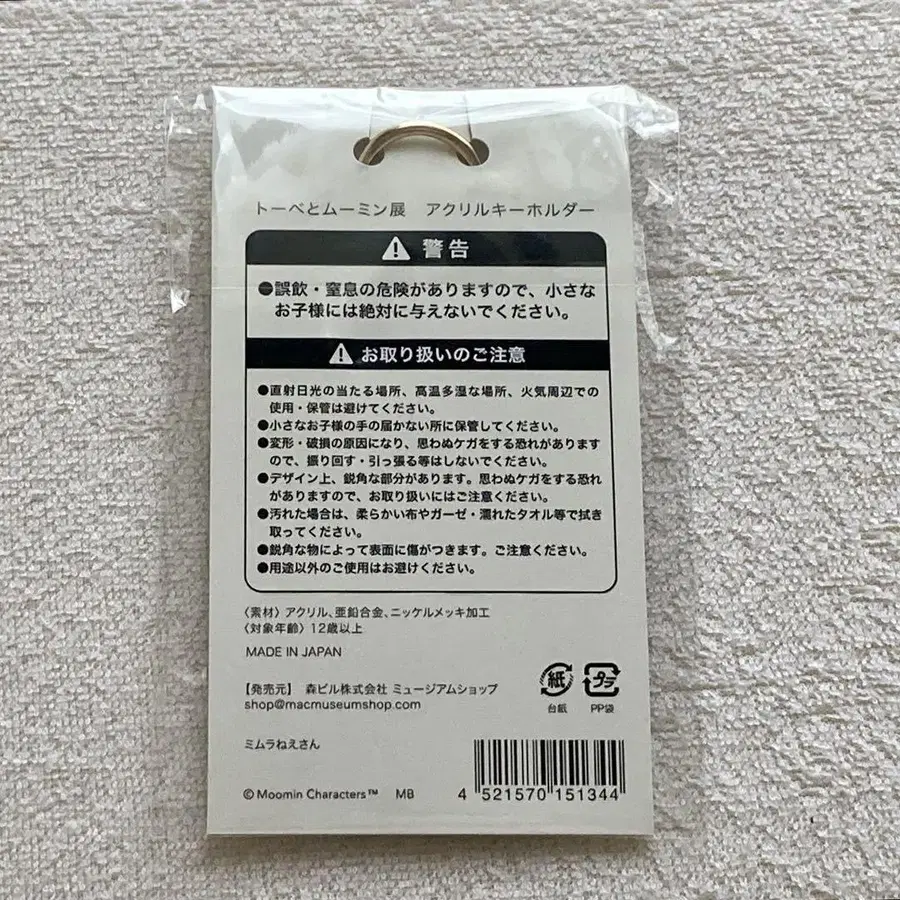 トーベとムーミン展　アクリルキーホルダー
警告
●誤飲・窒息の危険がありますので、小さな
お子様には絶対に与えないでください。
お取り扱いのご注意
●直射日光の当たる場所、高温多湿な場所、火気周辺での
使用・保管は避けてください。
●小さなお子様の手の届かない所に保管してください。
●変形・破損の原因になり、思わぬケガをする恐れがあります
ので、振り回す・引っ張る等はしないでください。
●デザイン上、鋭角な部分があります。思わぬケガをする恐れ
がありますので、お取り扱いにはご注意ください。
●汚れた場合は、柔らかい布やガーゼ・濡れたタオル等で拭き
取ってください。
●鋭角な物によって表面に傷がつきます。ご注意ください。
●用途以外のご使用はお避けください。
〈素材〉アクリル、亜鉛合金、ニッケルメッキ加工
〈対象年齢〉12歳以上
MADE IN JAPAN
紙 プラ
台紙 PP袋
【発売元】 森ビル株式会社 ミュージアムショップ
shop@macmuseumshop.com
ミムラねえさん
© Moomin Characters™ MB
4 521570 151344